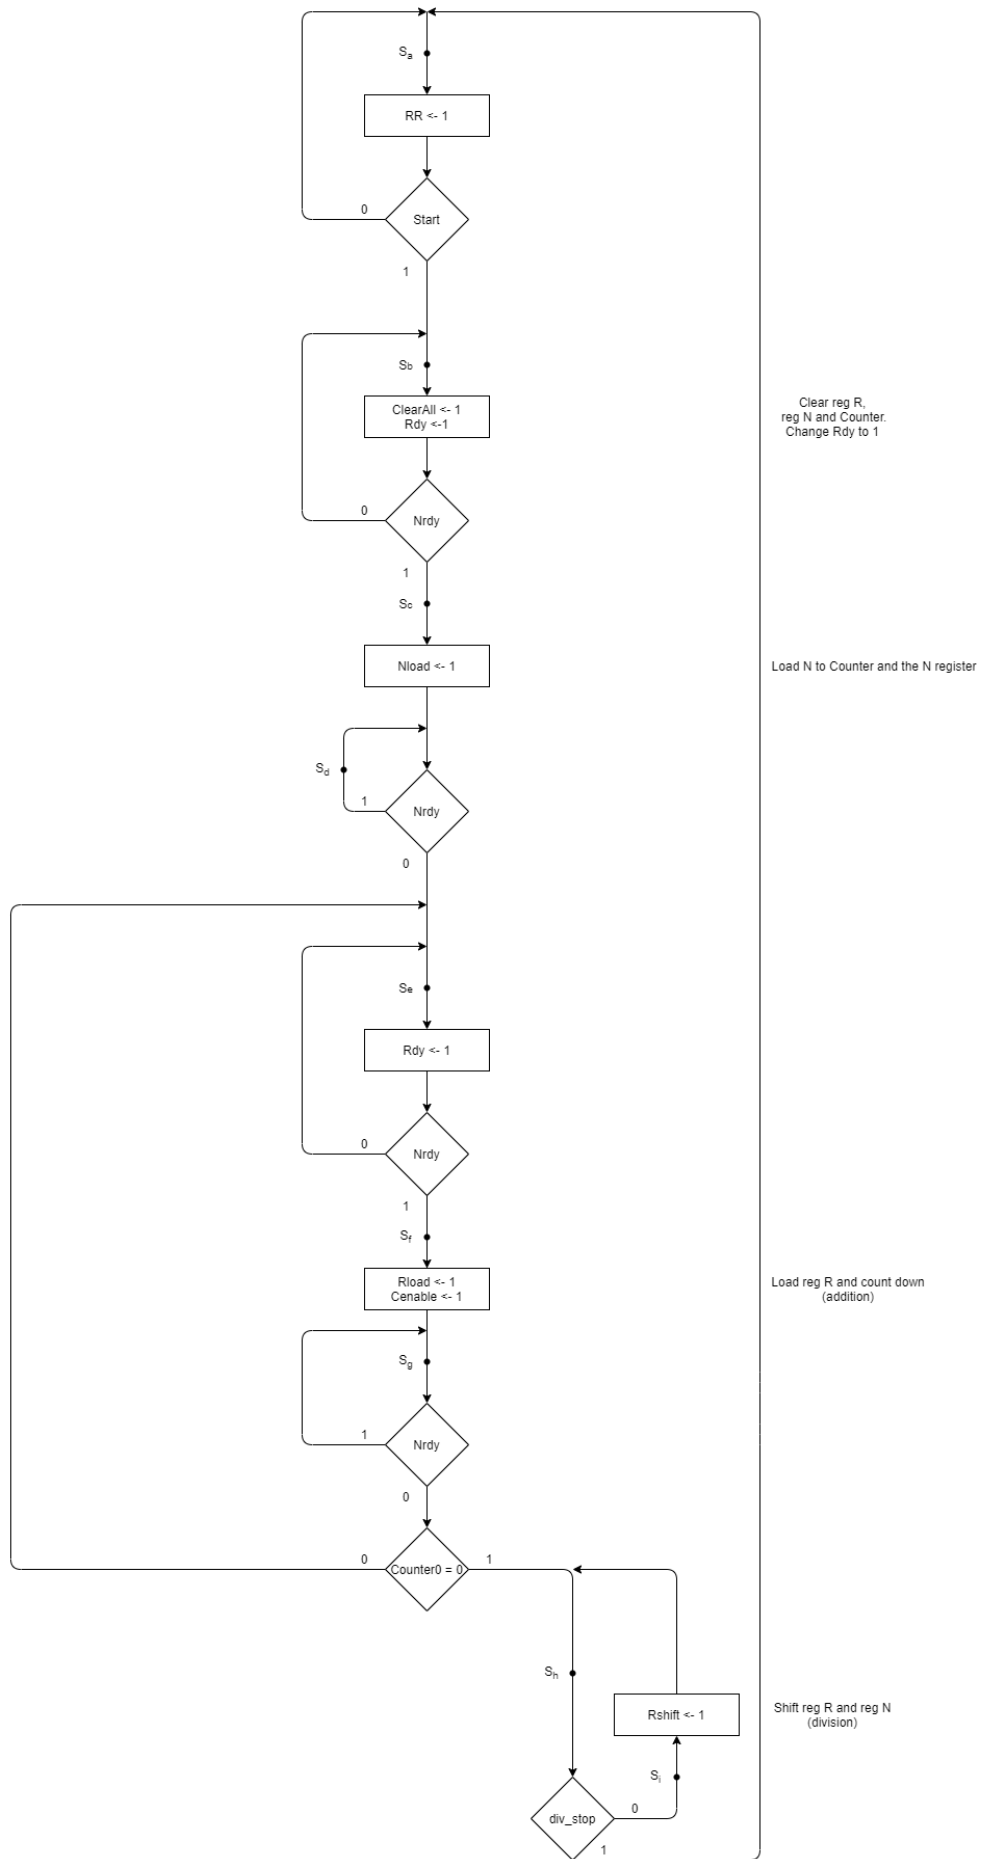 Sa
RR <- 1
Start
0
1
Sb
ClearAll <- 1
Rdy <-1
Clear reg R,
reg N and Counter.
Change Rdy to 1
Nrdy
0
1
Sc
Nload <- 1
Load N to Counter and the N register
Sd
Nrdy
1
0
Se
Rdy <- 1
Nrdy
0
1
Sf
Rload <- 1
Cenable <- 1
Load reg R and count down
(addition)
Sg
Nrdy
1
0
Counter0 = 0
0
1
Sh
Rshift <- 1
Shift reg R and reg N
(division)
Si
div_stop
0
1